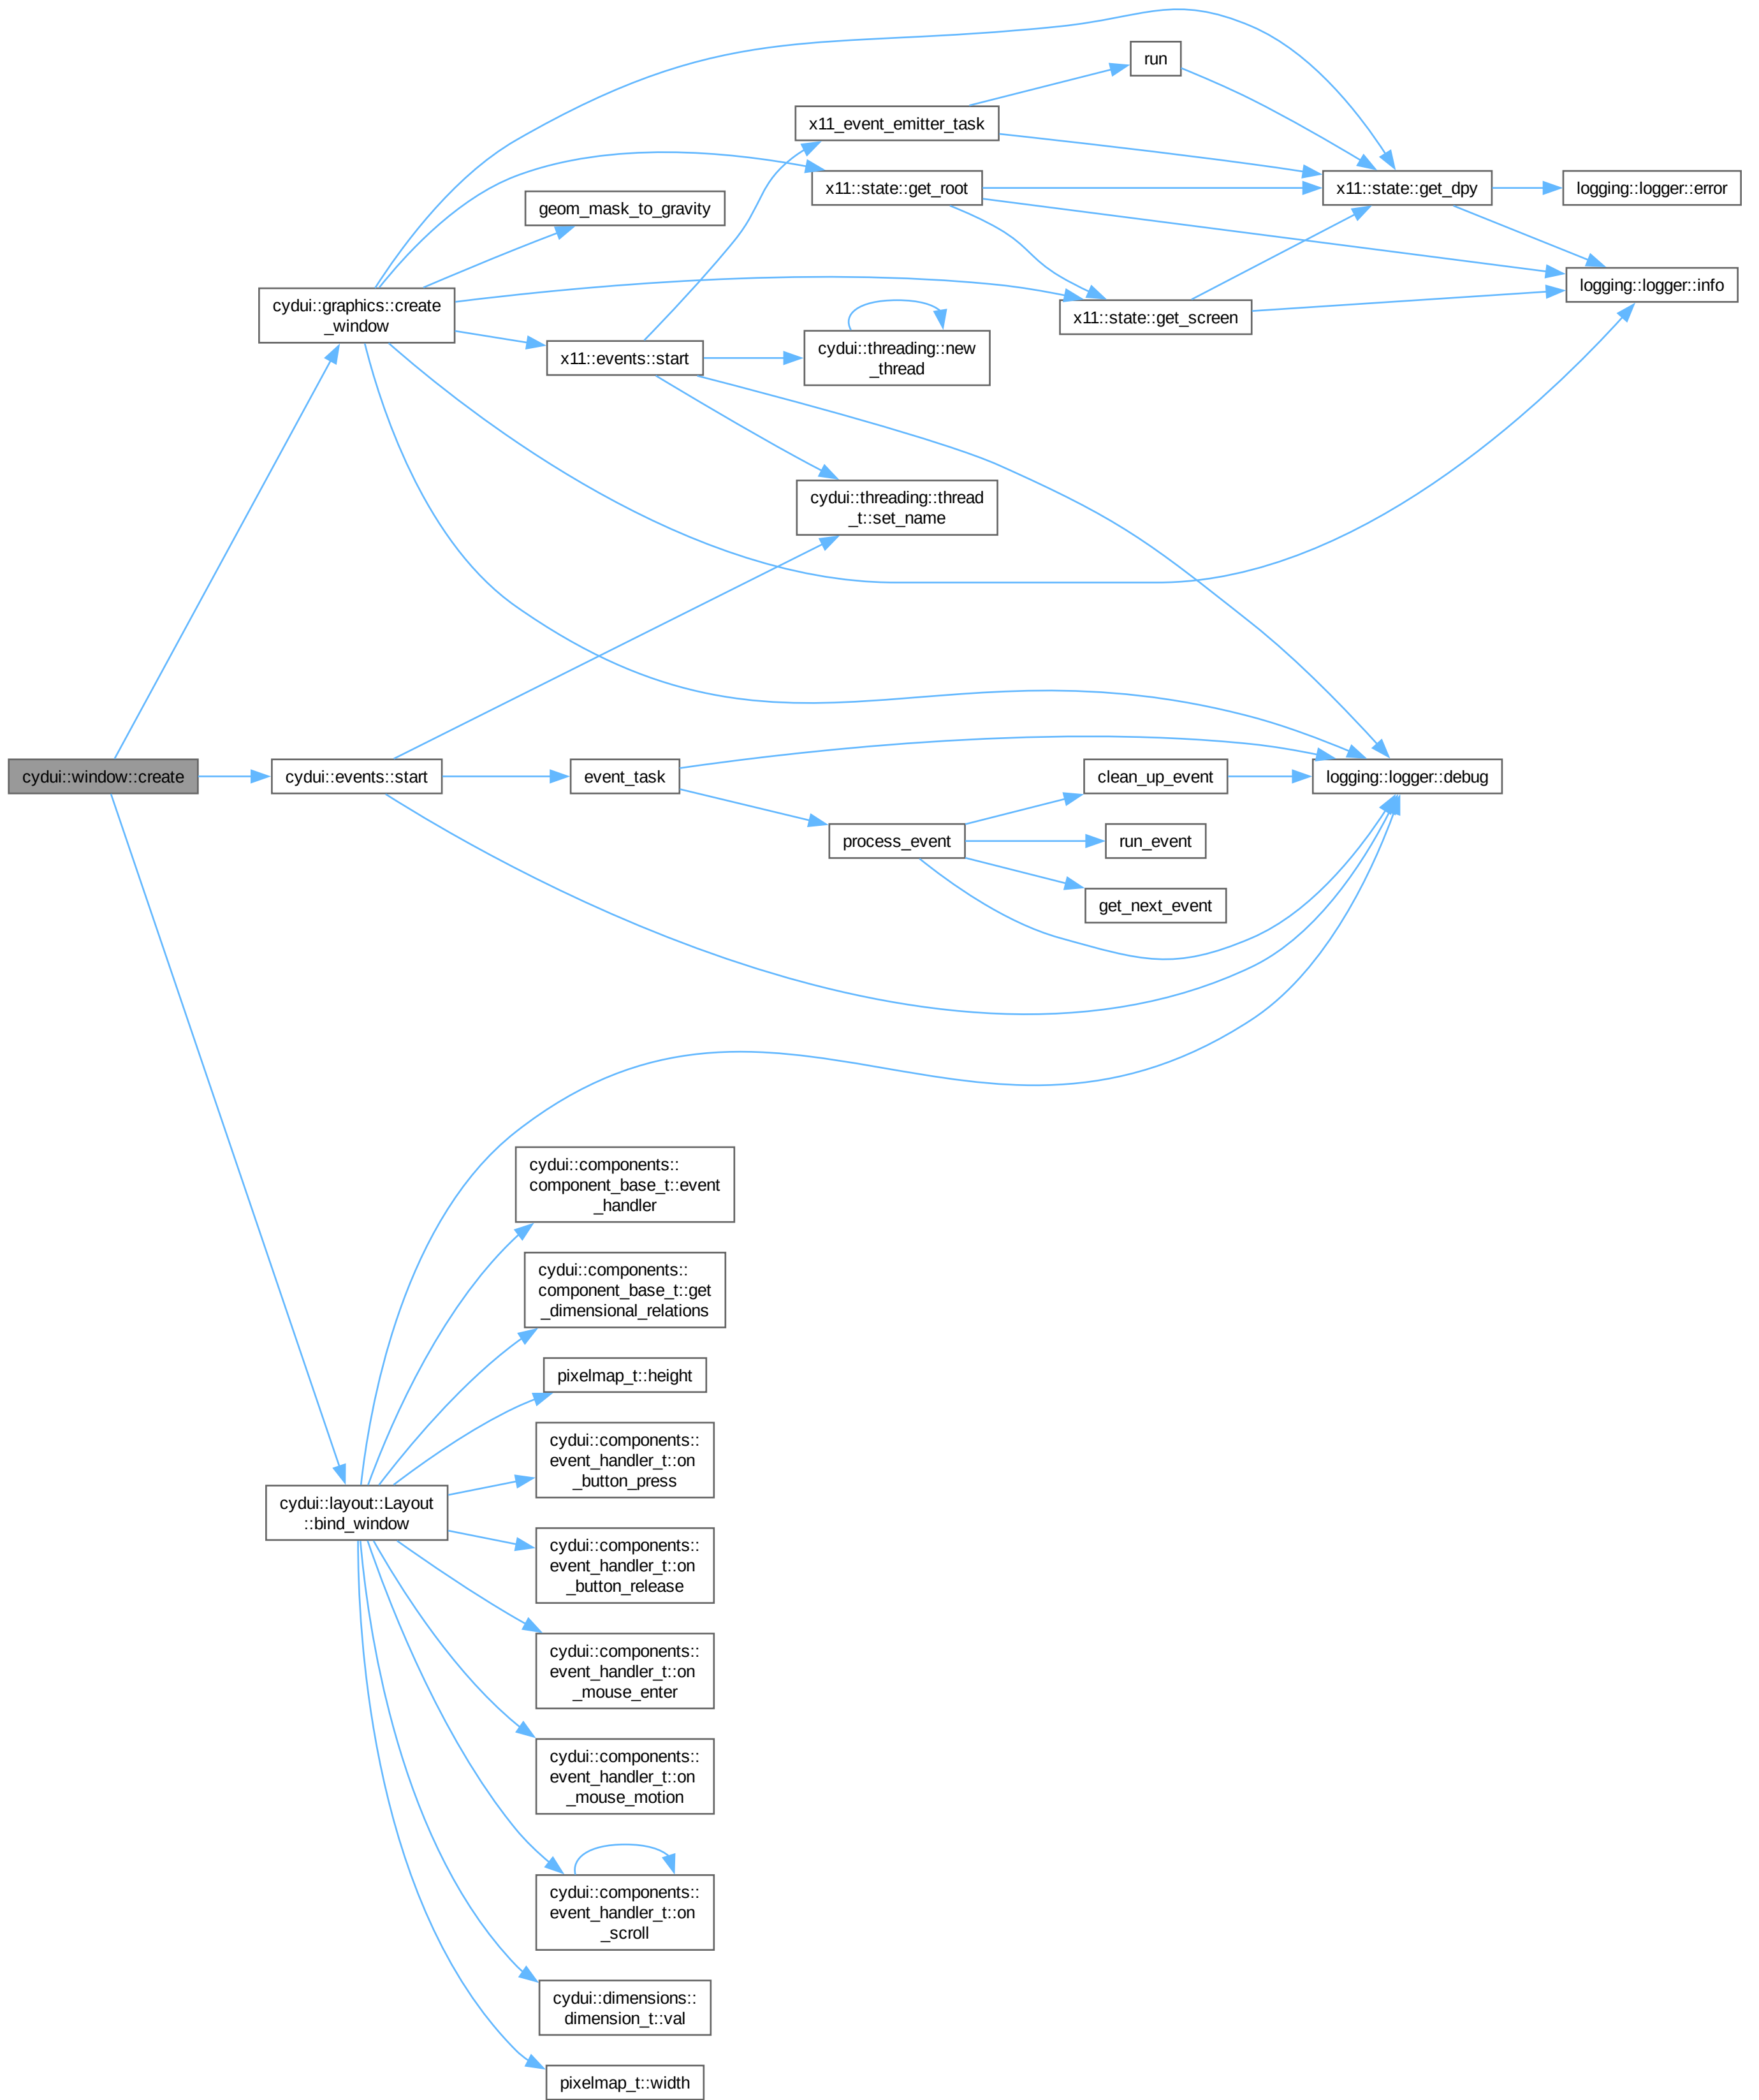 run
x11_event_emitter_task
x11::state::get_root
x11::state::get_dpy
logging::logger::error
geom_mask_to_gravity
logging::logger::info
cydui::graphics::create
_window
x11::state::get_screen
x11::events::start
cydui::threading::new
_thread
cydui::threading::thread
_t::set_name
cydui::window::create
cydui::events::start
event_task
clean_up_event
logging::logger::debug
process_event
run_event
get_next_event
cydui::components::
component_base_t::event
_handler
cydui::components::
component_base_t::get
_dimensional_relations
pixelmap_t::height
cydui::components::
event_handler_t::on
_button_press
cydui::layout::Layout
::bind_window
cydui::components::
event_handler_t::on
_button_release
cydui::components::
event_handler_t::on
_mouse_enter
cydui::components::
event_handler_t::on
_mouse_motion
cydui::components::
event_handler_t::on
_scroll
cydui::dimensions::
dimension_t::val
pixelmap_t::width